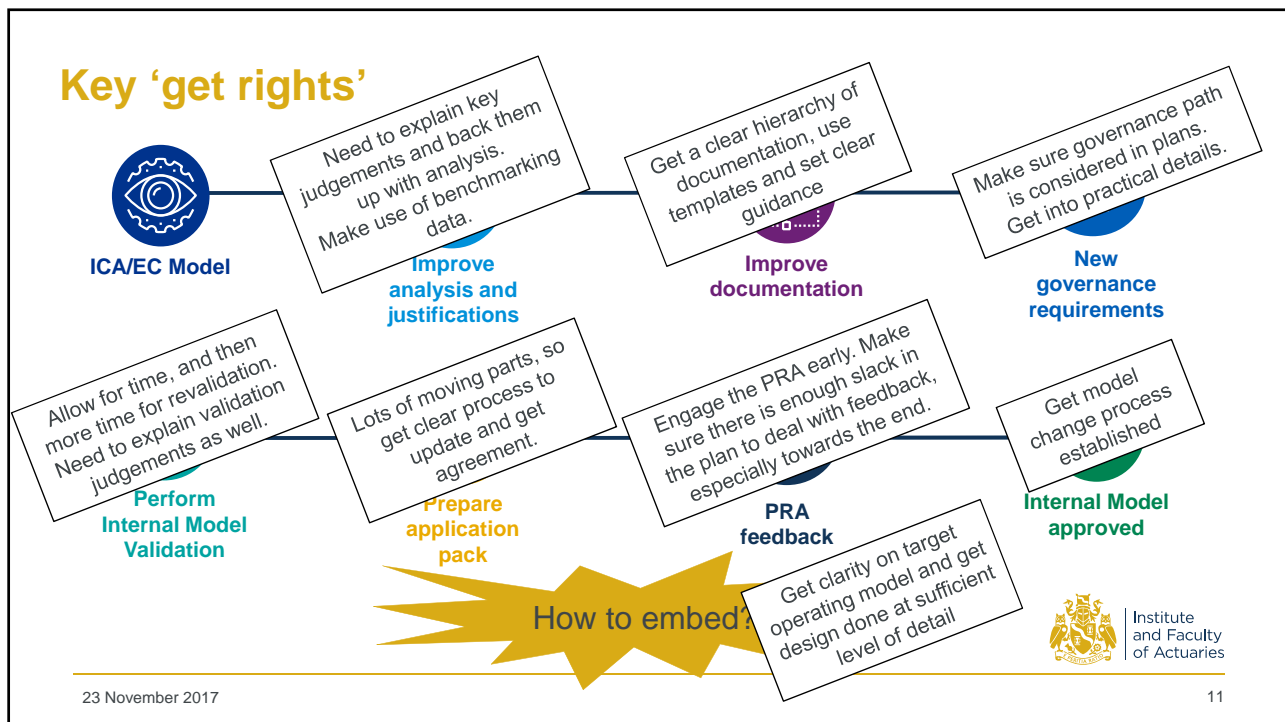 Key ‘get rights’
ICA/EC Model
Need to explain key
judgements and back them
up with analysis.
Make use of benchmarking
data.
Improve
analysis and
justifications
Get a clear hierarchy of
documentation, use
templates and set clear
guidance
Improve
documentation
Make sure governance path
is considered in plans.
Get into practical details.
New
governance
requirements
Allow for time, and then
more time for revalidation.
Need to explain validation
judgements as well.
Perform
Internal Model
Validation
Lots of moving parts, so
get clear process to
update and get
agreement.
Prepare
application
pack
Engage the PRA early. Make
sure there is enough slack in
the plan to deal with feedback,
especially towards the end.
PRA
feedback
Get model
change process
established
Internal Model
approved
How to embed?
Get clarity on target
operating model and get
design done at sufficient
level of detail
Institute
and Faculty
of Actuaries
23 November 2017
11